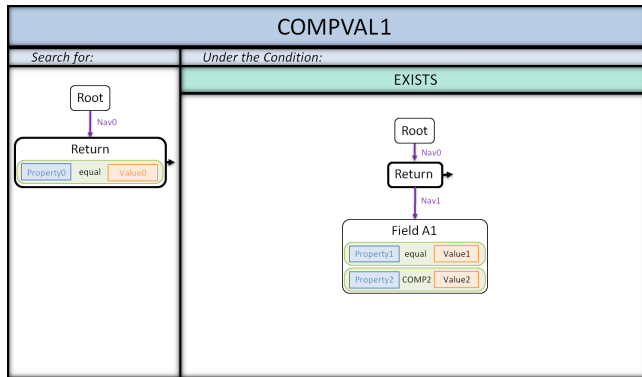 COMPVAL1
Search for:
Under the Condition:
EXISTS
Root
Nav0
Return
Property0 equal Value0
Root
Nav0
Return
Nav1
Field A1
Property1 equal Value1
Property2 COMP2 Value2